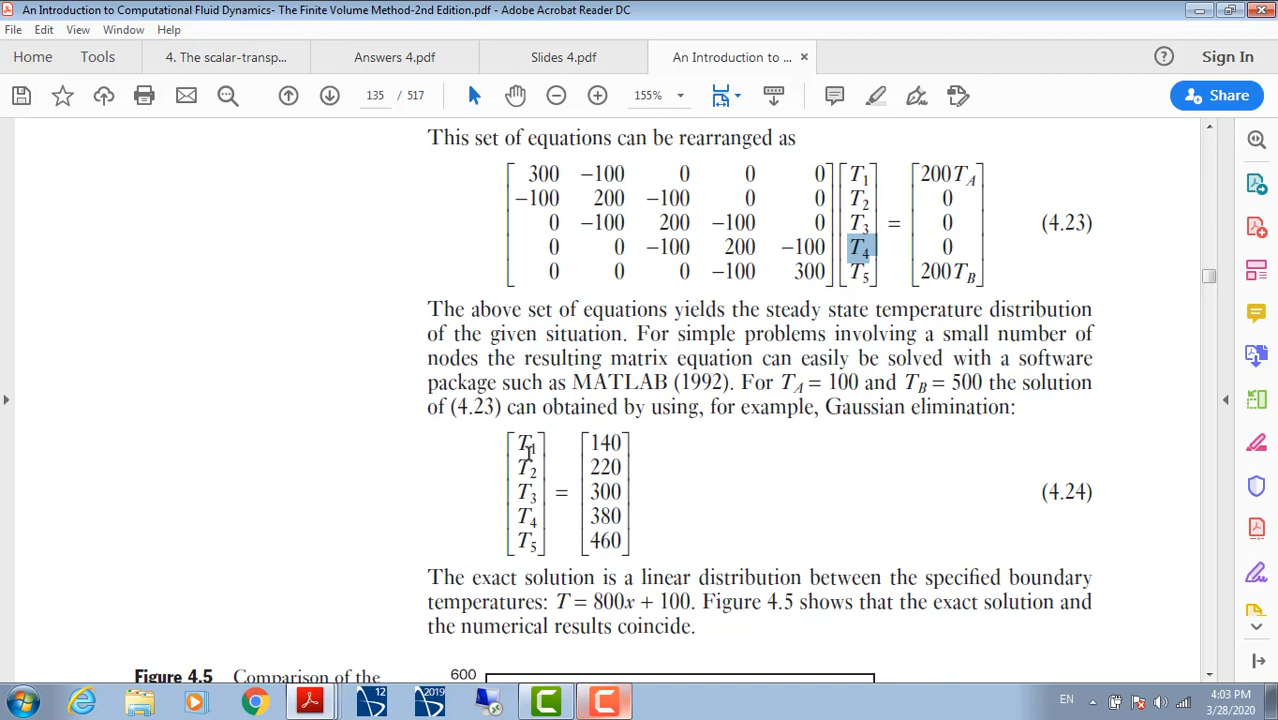 An Introduction to Computational Fluid Dynamics- The Finite Volume Method-2nd Edition.pdf - Adobe Acrobat Reader DC
File Edit View Window Help
Home Tools 4. The scalar-transp... Answers 4.pdf Slides 4.pdf An Introduction to ... × ? Sign In
135 / 517 155% Share
This set of equations can be rearranged as
300 −100 0 0 0 T1 200TA
−100 200 −100 0 0 T2 0
0 −100 200 −100 0 T3 = 0 (4.23)
0 0 −100 200 −100 T4 0
0 0 0 −100 300 T5 200TB
The above set of equations yields the steady state temperature distribution
of the given situation. For simple problems involving a small number of
nodes the resulting matrix equation can easily be solved with a software
package such as MATLAB (1992). For TA = 100 and TB = 500 the solution
of (4.23) can obtained by using, for example, Gaussian elimination:
T1 140
T2 220
T3 = 300 (4.24)
T4 380
T5 460
The exact solution is a linear distribution between the specified boundary
temperatures: T = 800x + 100. Figure 4.5 shows that the exact solution and
the numerical results coincide.
Figure 4.5 Comparison of the 600
12 2019 EN 4:03 PM
3/28/2020